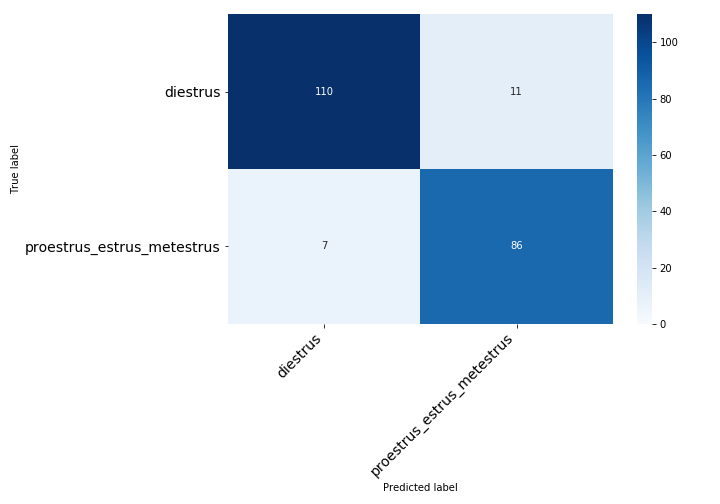 diestrus
110
11
100
80
60
True label
proestrus_estrus_metestrus
7
86
40
20
0
diestrus
proestrus_estrus_metestrus
Predicted label